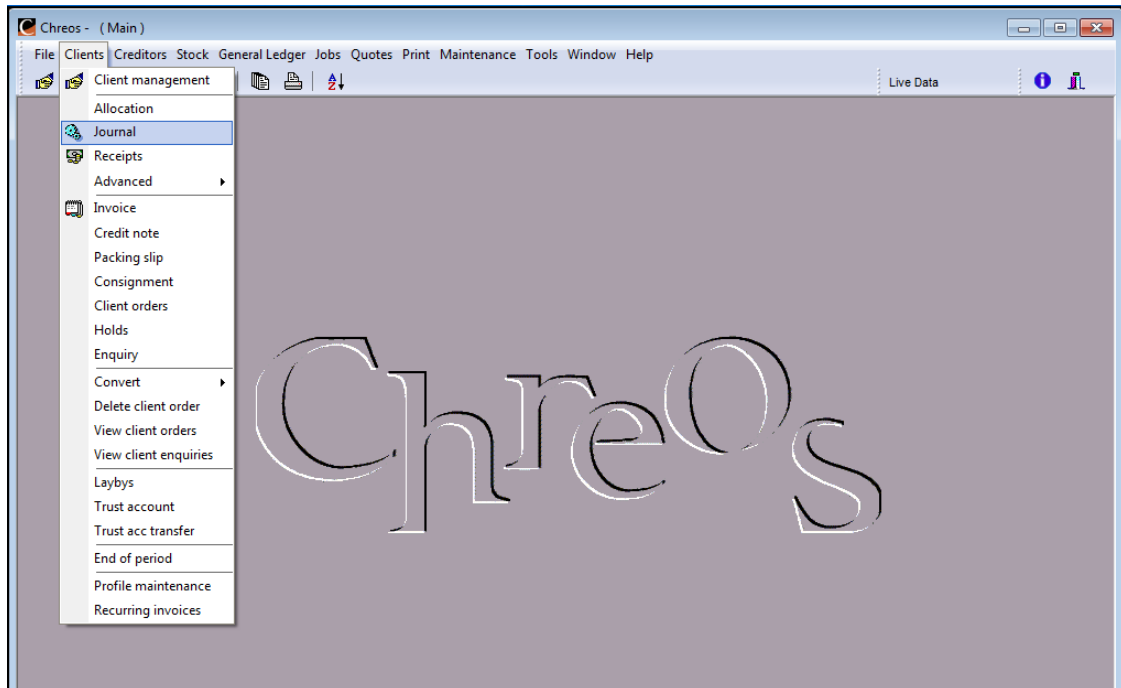 Chreos - ( Main )
File Clients Creditors Stock General Ledger Jobs Quotes Print Maintenance Tools Window Help
Live Data
Client management
Allocation
Journal
Receipts
Advanced
Invoice
Credit note
Packing slip
Consignment
Client orders
Holds
Enquiry
Convert
Delete client order
View client orders
View client enquiries
Laybys
Trust account
Trust acc transfer
End of period
Profile maintenance
Recurring invoices
ChreOs